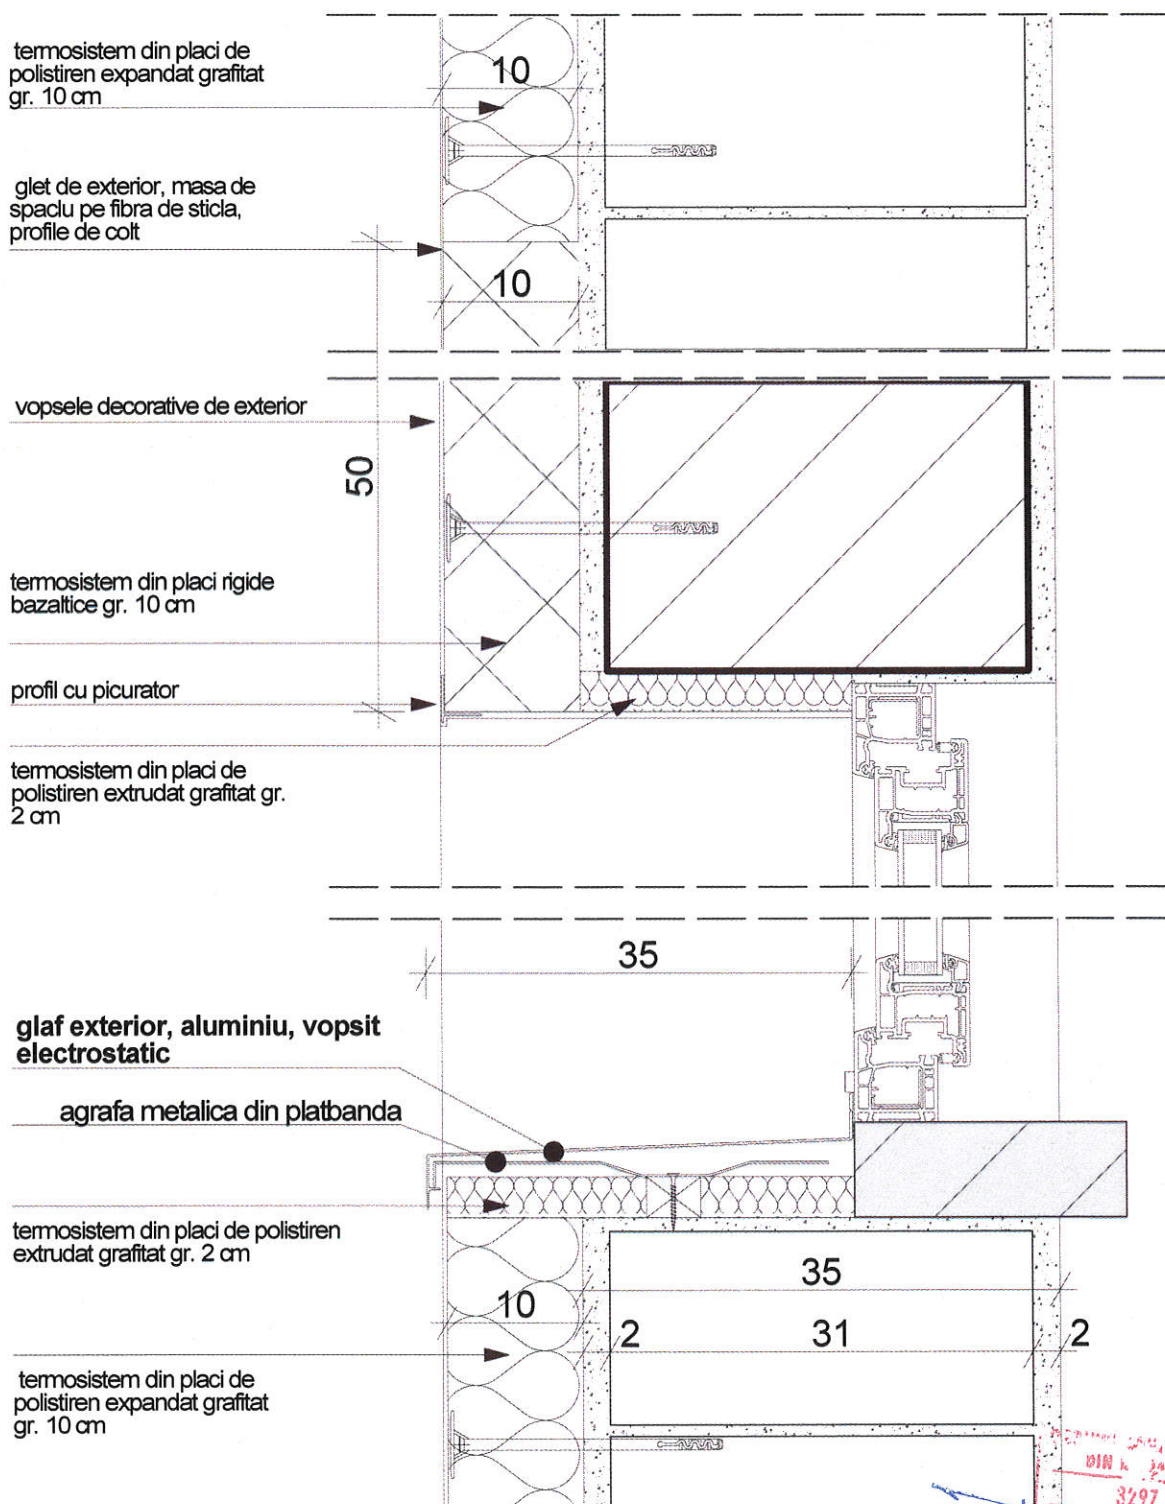 termosistem din placi de
polistiren expandat grafitat
gr. 10 cm
10
glet de exterior, masa de
spaclu pe fibra de sticla,
profile de colt
10
vopsele decorative de exterior
50
termosistem din placi rigide
bazaltice gr. 10 cm
profil cu picurator
termosistem din placi de
polistiren extrudat grafitat gr.
2 cm
35
glaf exterior, aluminiu, vopsit
electrostatic
agrafa metalica din platbanda
termosistem din placi de polistiren
extrudat grafitat gr. 2 cm
35
10
2
31
2
termosistem din placi de
polistiren expandat grafitat
gr. 10 cm
DIN
3297